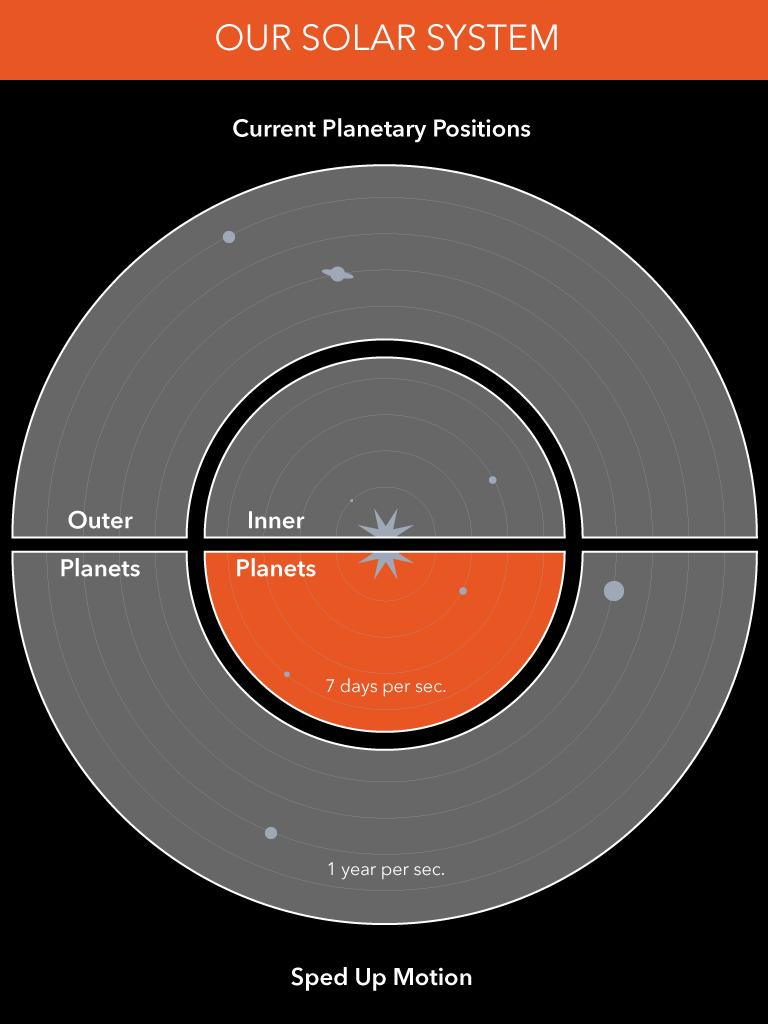 OUR SOLAR SYSTEM
Current Planetary Positions
Outer
Inner
Planets
Planets
7 days per sec.
1 year per sec.
Sped Up Motion